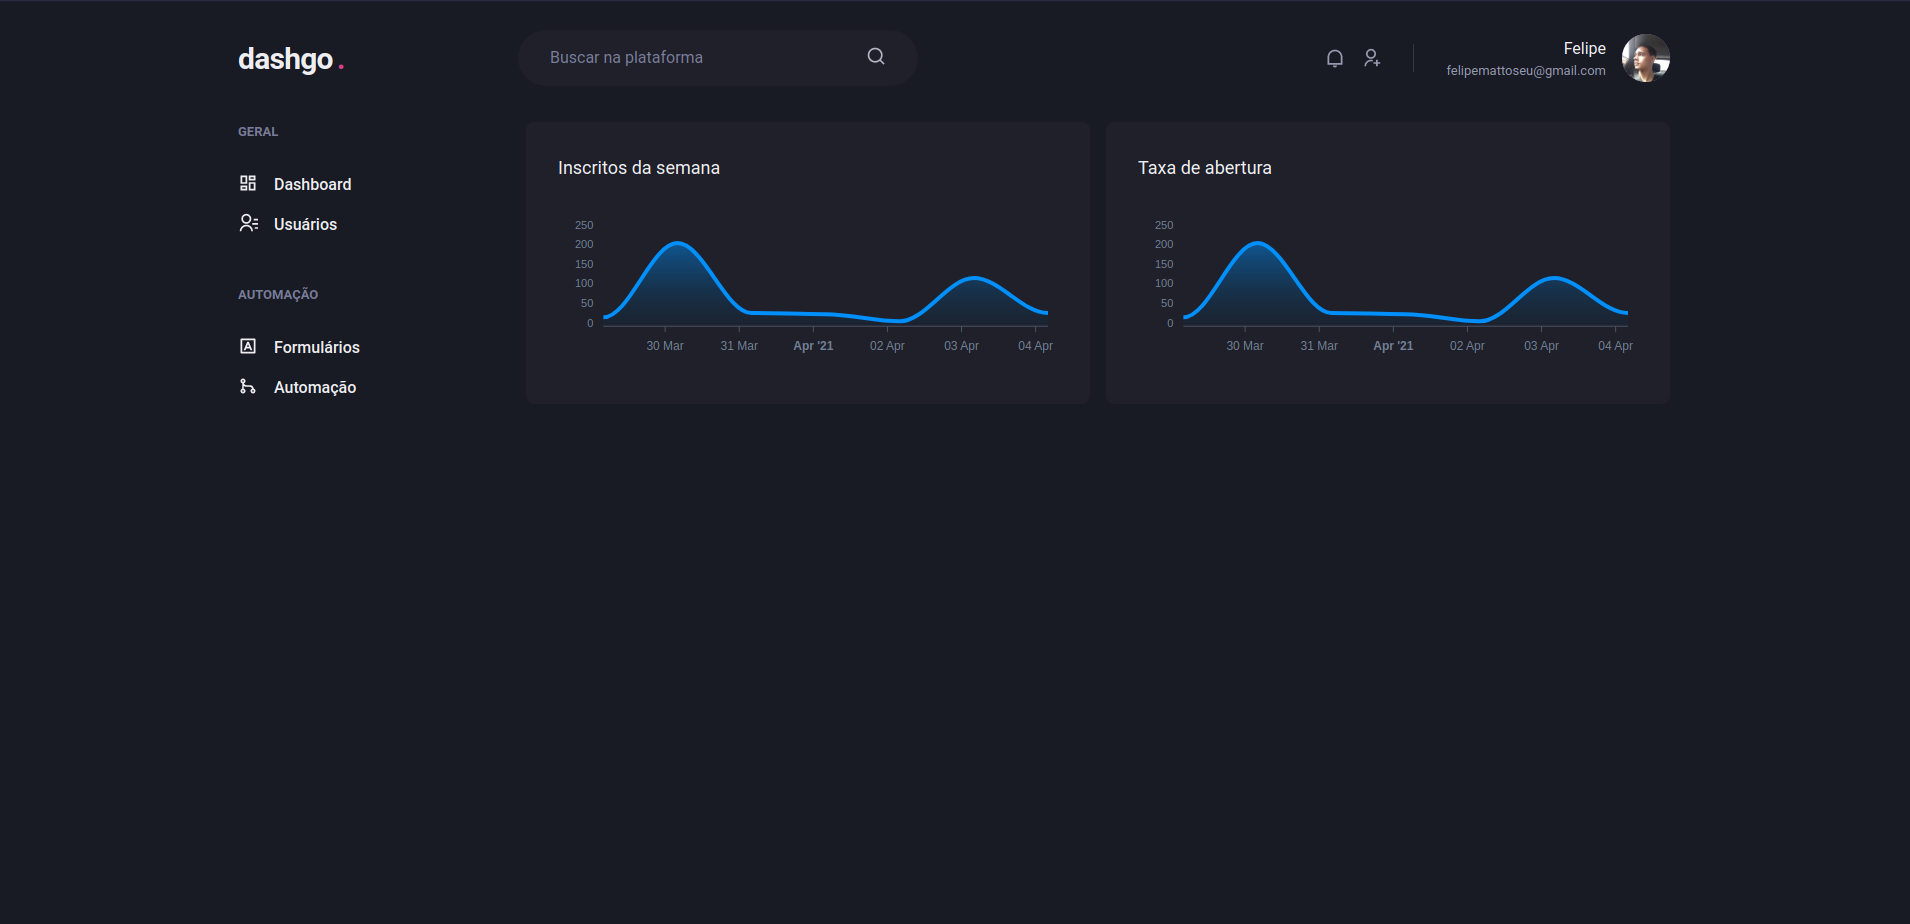 dashgo.
Buscar na plataforma
Felipe
felipemattoseu@gmail.com
GERAL
Dashboard
Usuários
AUTOMAÇÃO
Formulários
Automação
Inscritos da semana
250
200
150
100
50
0
30 Mar 31 Mar Apr '21 02 Apr 03 Apr 04 Apr
Taxa de abertura
250
200
150
100
50
0
30 Mar 31 Mar Apr '21 02 Apr 03 Apr 04 Apr